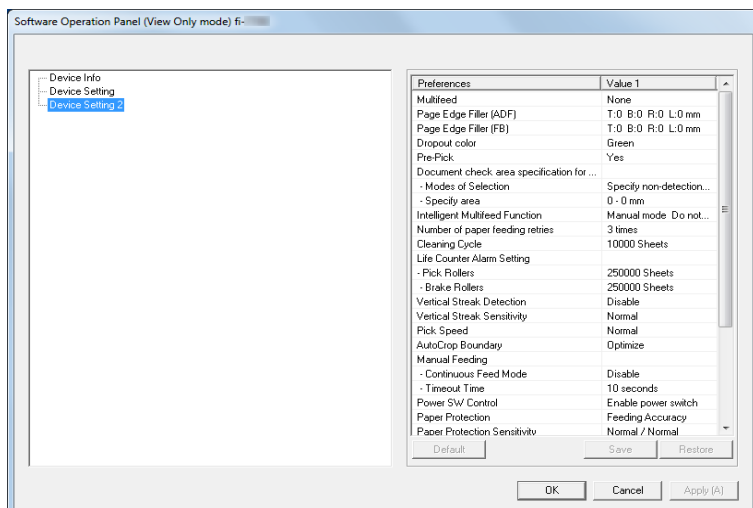 Software Operation Panel (View Only mode) fi-
Device Info
Device Setting
Device Setting 2
Preferences Value 1
Multifeed None
Page Edge Filler (ADF) T:0 B:0 R:0 L:0 mm
Page Edge Filler (FB) T:0 B:0 R:0 L:0 mm
Dropout color Green
Pre-Pick Yes
Document check area specification for ...
- Modes of Selection Specify non-detection...
- Specify area 0 - 0 mm
Intelligent Multifeed Function Manual mode Do not...
Number of paper feeding retries 3 times
Cleaning Cycle 10000 Sheets
Life Counter Alarm Setting
- Pick Rollers 250000 Sheets
- Brake Rollers 250000 Sheets
Vertical Streak Detection Disable
Vertical Streak Sensitivity Normal
Pick Speed Normal
AutoCrop Boundary Optimize
Manual Feeding
- Continuous Feed Mode Disable
- Timeout Time 10 seconds
Power SW Control Enable power switch
Paper Protection Feeding Accuracy
Paper Protection Sensitivity Normal / Normal
Default Save Restore
OK Cancel Apply (A)